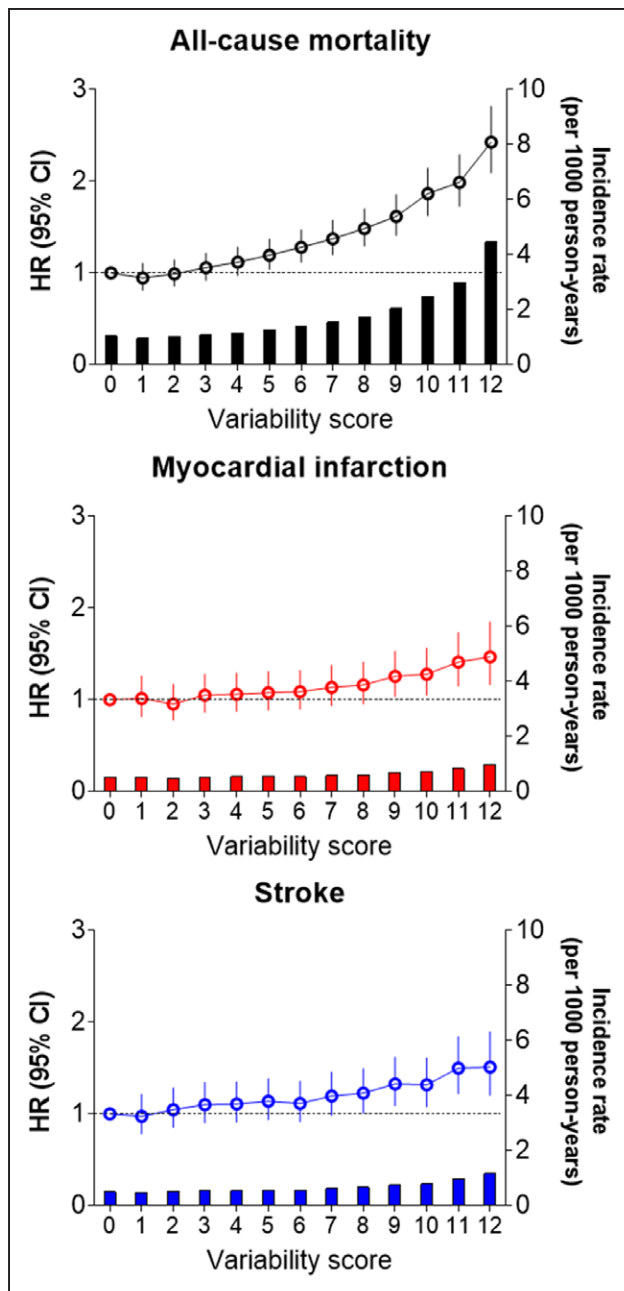 All-cause mortality
HR (95% CI)
3
2
1
0
10
8
6
4
2
0
Incidence rate
(per 1000 person-years)
0 1 2 3 4 5 6 7 8 9 10 11 12
Variability score
Myocardial infarction
HR (95% CI)
3
2
1
0
10
8
6
4
2
0
Incidence rate
(per 1000 person-years)
0 1 2 3 4 5 6 7 8 9 10 11 12
Variability score
Stroke
HR (95% CI)
3
2
1
0
10
8
6
4
2
0
Incidence rate
(per 1000 person-years)
0 1 2 3 4 5 6 7 8 9 10 11 12
Variability score